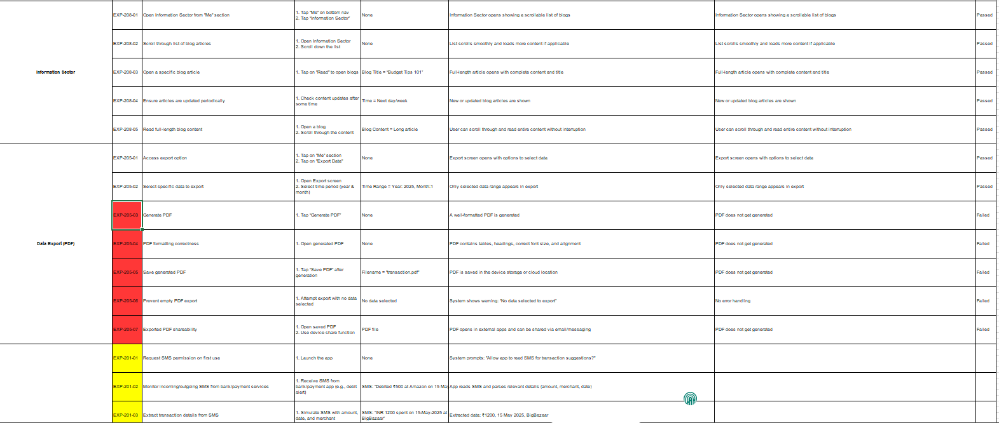 EXP-208-01 Open Information Sector from "Me" section 1. Tap "Me" on bottom nav None Information Sector opens showing a scrollable list of blogs Information Sector opens showing a scrollable list of blogs Passed
2. Tap "Information Sector"
EXP-208-02 Scroll through list of blog articles 1. Open Information Sector None List scrolls smoothly and loads more content if applicable List scrolls smoothly and loads more content if applicable Passed
2. Scroll down the list
Information Sector EXP-208-03 Open a specific blog article 1. Tap on "Read" to open blogs Blog Title = "Budget Tips 101" Full-length article opens with complete content and title Full-length article opens with complete content and title Passed
EXP-208-04 Ensure articles are updated periodically 1. Check content updates after Time = Next day/week New or updated blog articles are shown New or updated blog articles are shown Passed
some time
EXP-208-05 Read full-length blog content 1. Open a blog Blog Content = Long article User can scroll through and read entire content without interruption User can scroll through and read entire content without interruption Passed
2. Scroll through the content
EXP-205-01 Access export option 1. Tap on "Me" section None Export screen opens with options to select data Export screen opens with options to select data Passed
2. Tap on "Export Data"
EXP-205-02 Select specific data to export 1. Open Export screen Time Range = Year: 2025, Month:1 Only selected data range appears in export Only selected data range appears in export Passed
2. Select time period (year &
month)
EXP-205-03 Generate PDF 1. Tap "Generate PDF" None A well-formatted PDF is generated PDF does not get generated Failed
Data Export (PDF) EXP-205-04 PDF formatting correctness 1. Open generated PDF None PDF contains tables, headings, correct font size, and alignment PDF does not get generated Failed
EXP-205-05 Save generated PDF 1. Tap "Save PDF" after Filename = "transaction.pdf" PDF is saved in the device storage or cloud location PDF does not get generated Failed
generation
EXP-205-06 Prevent empty PDF export 1. Attempt export with no data No data selected System shows warning: "No data selected to export" No error handling Failed
selected
EXP-205-07 Exported PDF shareability 1. Open saved PDF PDF file PDF opens in external apps and can be shared via email/messaging PDF does not get generated Failed
2. Use device share function
EXP-201-01 Request SMS permission on first use 1. Launch the app None System prompts: "Allow app to read SMS for transaction suggestions?"
EXP-201-02 Monitor incoming/outgoing SMS from bank/payment services 1. Receive SMS from SMS: "Debited ₹500 at Amazon on 15 May App reads SMS and parses relevant details (amount, merchant, date)
bank/payment app (e.g., debit
alert)
EXP-201-03 Extract transaction details from SMS 1. Simulate SMS with amount, SMS: "INR 1200 spent on 15-May-2025 at Extracted data: ₹1200, 15 May 2025, BigBazaar
date, and merchant BigBazaar"